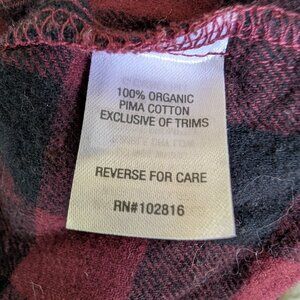 100% ORGANIC
PIMA COTTON
EXCLUSIVE OF TRIMS
REVERSE FOR CARE
RN#102816